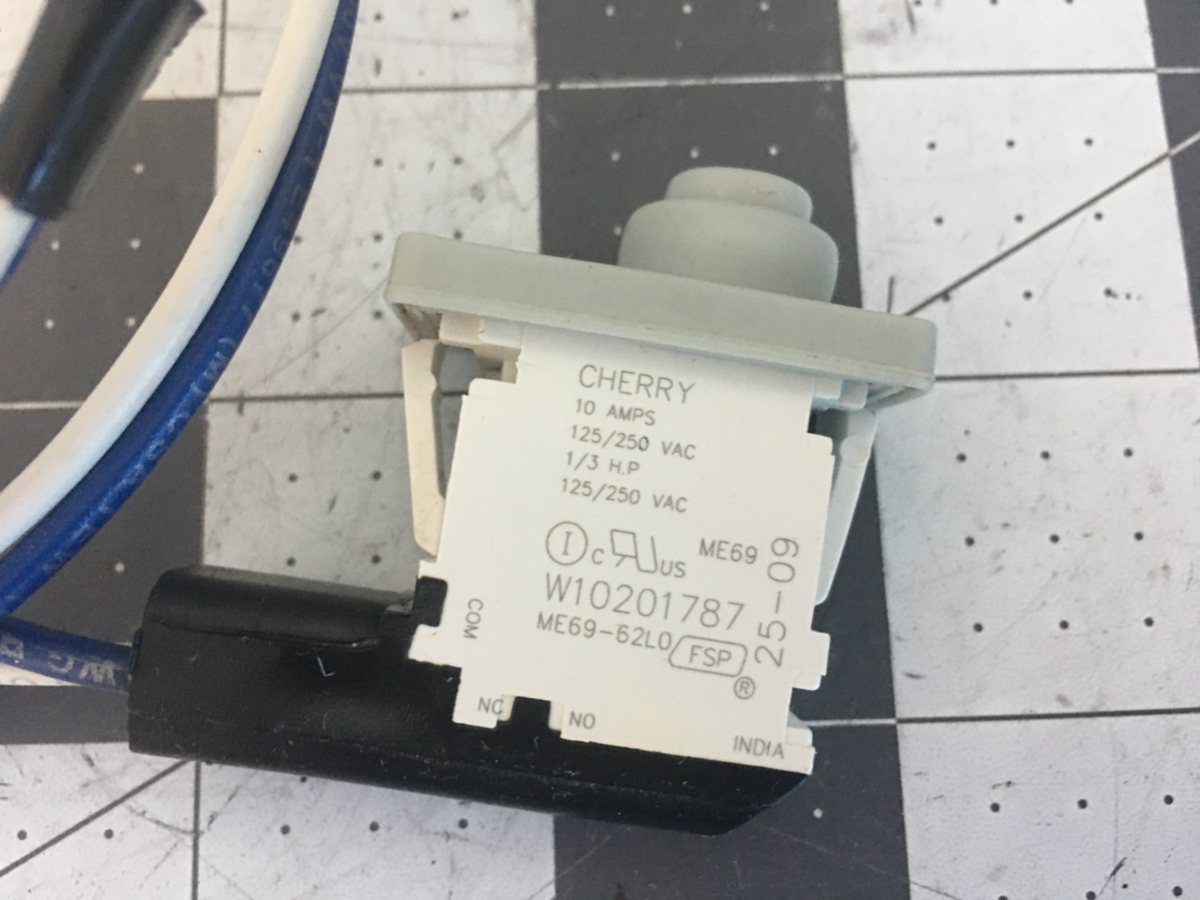 CHERRY
10 AMPS
125/250 VAC
1/3 H.P
125/250 VAC
I c US ME69
W10201787
ME69-62L0 FSP
®
25-09
COM
NC NO
INDIA